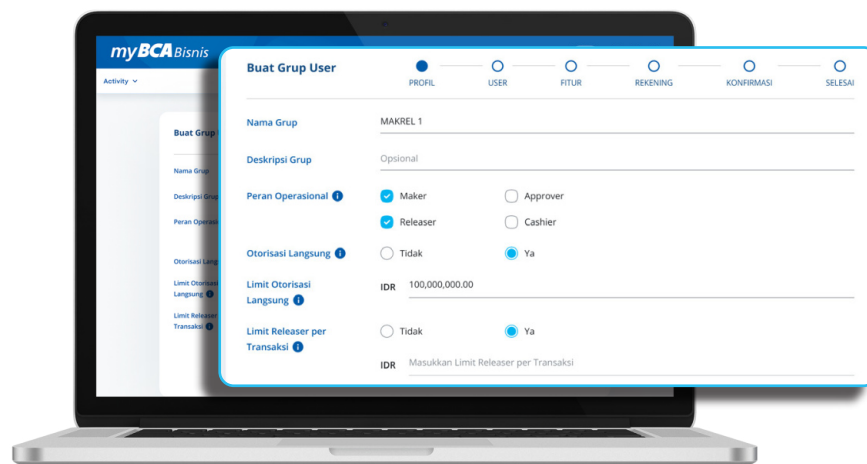 myBCA Bisnis
Activity
Buat Grup
Nama Grup
Deskripsi Grup
Peran Operasi
Otorisasi Lang
Limit Otorisasi
Langsung
Limit Releaser
Transaksi
Buat Grup User
PROFIL
USER
FITUR
REKENING
KONFIRMASI
SELESAI
Nama Grup
MAKREL 1
Deskripsi Grup
Opsional
Peran Operasional
Maker
Approver
Releaser
Cashier
Otorisasi Langsung
Tidak
Ya
Limit Otorisasi
Langsung
IDR 100,000,000.00
Limit Releaser per
Transaksi
Tidak
Ya
IDR Masukkan Limit Releaser per Transaksi